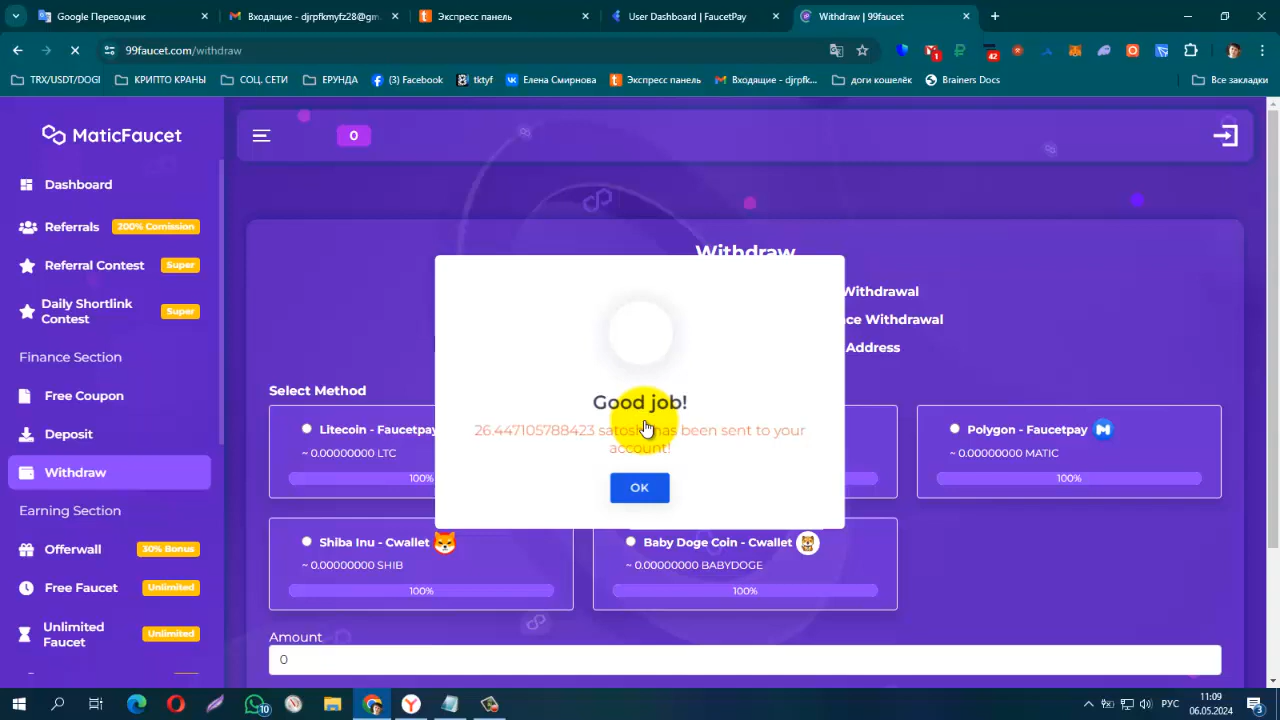 Google Переводчик
Входящие - djrpfkmyfz28@gm
Экспресс панель
User Dashboard | FaucetPay
Withdraw | 99faucet
99faucet.com/withdraw
1
42
TRX/USDT/DOGI
КРИПТО КРАНЫ
СОЦ. СЕТИ
ЕРУНДА
(3) Facebook
tktyf
Елена Смирнова
Экспресс панель
Входящие - djrpfk...
доги кошелёк
Brainers Docs
Все закладки
MaticFaucet
0
Dashboard
Referrals
200% Comission
Referral Contest
Super
Daily Shortlink
Contest
Super
Finance Section
Free Coupon
Deposit
Withdraw
Earning Section
Offerwall
30% Bonus
Free Faucet
Unlimited
Unlimited
Faucet
Unlimited
Withdraw
Withdrawal
ce Withdrawal
Address
Select Method
Litecoin - Faucetpay
~ 0.00000000 LTC
100%
Polygon - Faucetpay
~ 0.00000000 MATIC
100%
Shiba Inu - Cwallet
~ 0.00000000 SHIB
100%
Baby Doge Coin - Cwallet
~ 0.00000000 BABYDOGE
100%
Amount
0
Good job!
26.447105788423 satoshi has been sent to your
account!
OK
10
РУС
11:09
06.05.2024
3